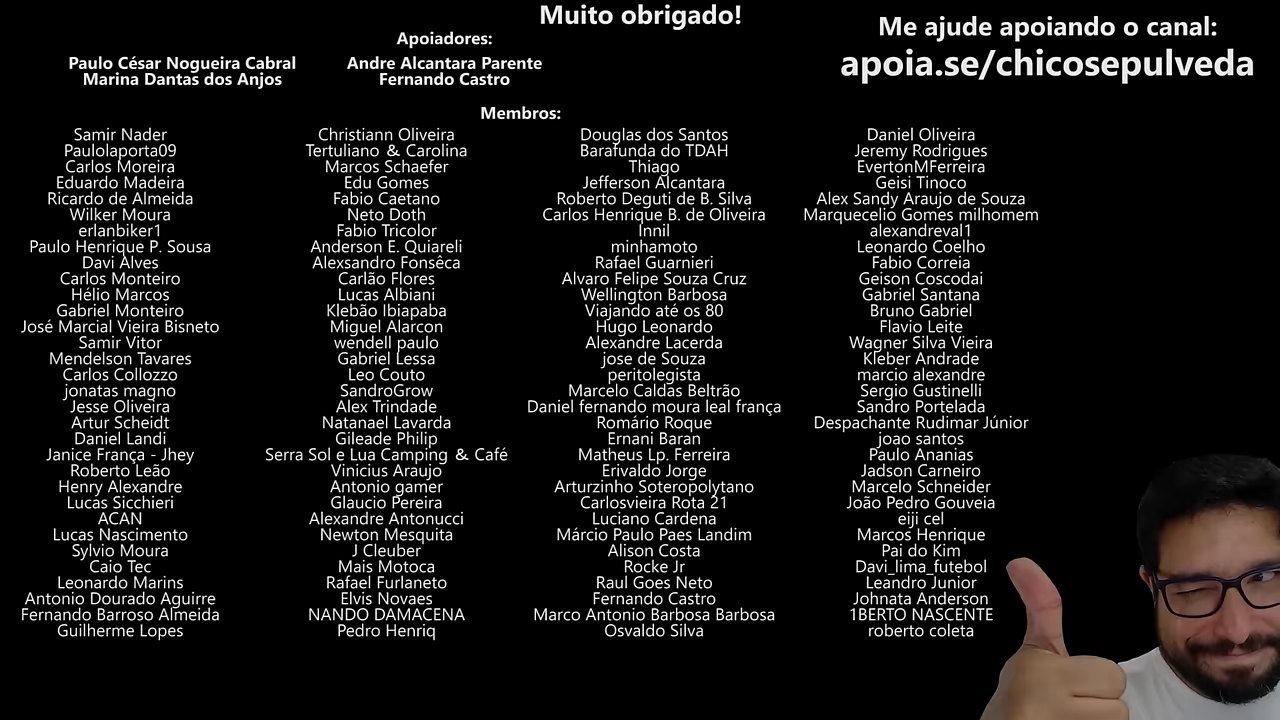 Muito obrigado!
Me ajude apoiando o canal:
apoia.se/chicosepulveda
Apoiadores:
Paulo César Nogueira Cabral
Marina Dantas dos Anjos
Andre Alcantara Parente
Fernando Castro
Membros:
Samir Nader
Paulolaporta09
Carlos Moreira
Eduardo Madeira
Ricardo de Almeida
Wilker Moura
erlanbiker1
Paulo Henrique P. Sousa
Davi Alves
Carlos Monteiro
Hélio Marcos
Gabriel Monteiro
José Marcial Vieira Bisneto
Samir Vitor
Mendelson Tavares
Carlos Collozzo
jonatas magno
Jesse Oliveira
Artur Scheidt
Daniel Landi
Janice França - Jhey
Roberto Leão
Henry Alexandre
Lucas Sicchieri
ACAN
Lucas Nascimento
Sylvio Moura
Caio Tec
Leonardo Marins
Antonio Dourado Aguirre
Fernando Barroso Almeida
Guilherme Lopes
Christiann Oliveira
Tertuliano & Carolina
Marcos Schaefer
Edu Gomes
Fabio Caetano
Neto Doth
Fabio Tricolor
Anderson E. Quiareli
Alexsandro Fonsêca
Carlão Flores
Lucas Albiani
Klebão Ibiapaba
Miguel Alarcon
wendell paulo
Gabriel Lessa
Leo Couto
SandroGrow
Alex Trindade
Natanael Lavarda
Gileade Philip
Serra Sol e Lua Camping & Café
Vinicius Araujo
Antonio gamer
Glaucio Pereira
Alexandre Antonucci
Newton Mesquita
J Cleuber
Mais Motoca
Rafael Furlaneto
Elvis Novaes
NANDO DAMACENA
Pedro Henriq
Douglas dos Santos
Barafunda do TDAH
Thiago
Jefferson Alcantara
Roberto Deguti de B. Silva
Carlos Henrique B. de Oliveira
Innil
minhamoto
Rafael Guarnieri
Alvaro Felipe Souza Cruz
Wellington Barbosa
Viajando até os 80
Hugo Leonardo
Alexandre Lacerda
jose de Souza
peritolegista
Marcelo Caldas Beltrão
Daniel fernando moura leal frança
Romário Roque
Ernani Baran
Matheus Lp. Ferreira
Erivaldo Jorge
Arturzinho Soteropolytano
Carlosvieira Rota 21
Luciano Cardena
Márcio Paulo Paes Landim
Alison Costa
Rocke Jr
Raul Goes Neto
Fernando Castro
Marco Antonio Barbosa Barbosa
Osvaldo Silva
Daniel Oliveira
Jeremy Rodrigues
EvertonMFerreira
Geisi Tinoco
Alex Sandy Araujo de Souza
Marquecelio Gomes milhomem
alexandreval1
Leonardo Coelho
Fabio Correia
Geison Coscodai
Gabriel Santana
Bruno Gabriel
Flavio Leite
Wagner Silva Vieira
Kleber Andrade
marcio alexandre
Sergio Gustinelli
Sandro Portelada
Despachante Rudimar Júnior
joao santos
Paulo Ananias
Jadson Carneiro
Marcelo Schneider
João Pedro Gouveia
eiji cel
Marcos Henrique
Pai do Kim
Davi_lima_futebol
Leandro Junior
Johnata Anderson
1BERTO NASCENTE
roberto coleta